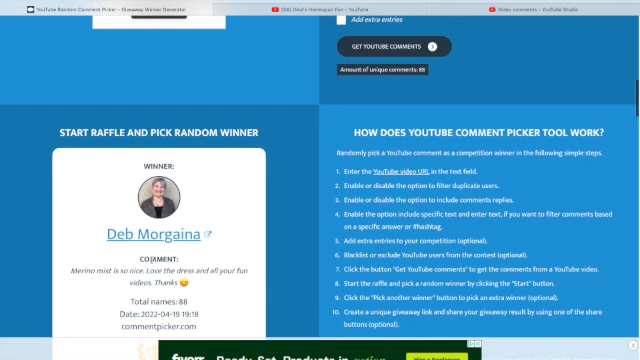 YouTube Random Comment Picker - Giveaway Winner Generator
Video comments - YouTube Studio
Add extra entries
GET YOUTUBE COMMENTS
Amount of unique comments: 88
START RAFFLE AND PICK RANDOM WINNER
WINNER:
Deb Morgaina
COMMENT:
Merino mist is so nice. Love the dress and all your fun
videos. Thanks 😊
Total names: 88
Date: 2022-04-19 19:18
commentpicker.com
HOW DOES YOUTUBE COMMENT PICKER TOOL WORK?
Randomly pick a YouTube comment as a competition winner in the following simple steps.
1. Enter the YouTube video URL in the text field.
2. Enable or disable the option to filter duplicate users.
3. Enable or disable the option to include comments replies.
4. Enable the option include specific text and enter text, if you want to filter comments based
on a specific answer or #hashtag.
5. Add extra entries to your competition (optional).
6. Blacklist or exclude YouTube users from the contest (optional).
7. Click the button "Get YouTube comments" to get the comments from a YouTube video.
8. Start the raffle and pick a random winner by clicking the "Start" button.
9. Click the "Pick another winner" button to pick an extra winner (optional).
10. Create a unique giveaway link and share your giveaway result by using one of the share
buttons (optional).